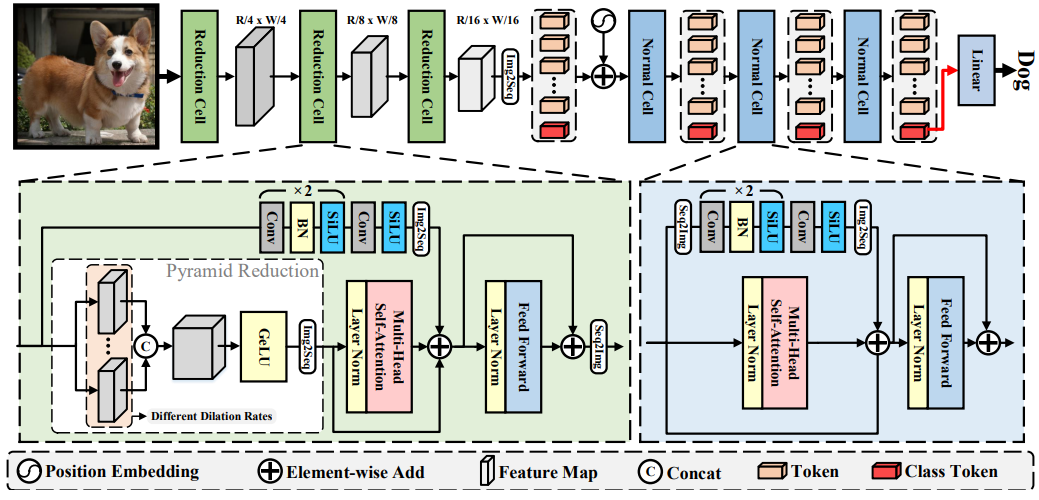 R/4 x W/4
R/8 x W/8
R/16 x W/16
Reduction Cell
Reduction Cell
Reduction Cell
Img2Seq
Normal Cell
Normal Cell
Normal Cell
Linear
Dog
× 2
Conv
BN
SiLU
Conv
SiLU
Img2Seq
Pyramid Reduction
C
GeLU
Img2Seq
Layer Norm
Multi-Head
Self-Attention
Layer Norm
Feed Forward
Seq2Img
Different Dilation Rates
× 2
Seq2Img
Conv
BN
SiLU
Conv
SiLU
Img2Seq
Layer Norm
Multi-Head
Self-Attention
Layer Norm
Feed Forward
Position Embedding
Element-wise Add
Feature Map
C
Concat
Token
Class Token